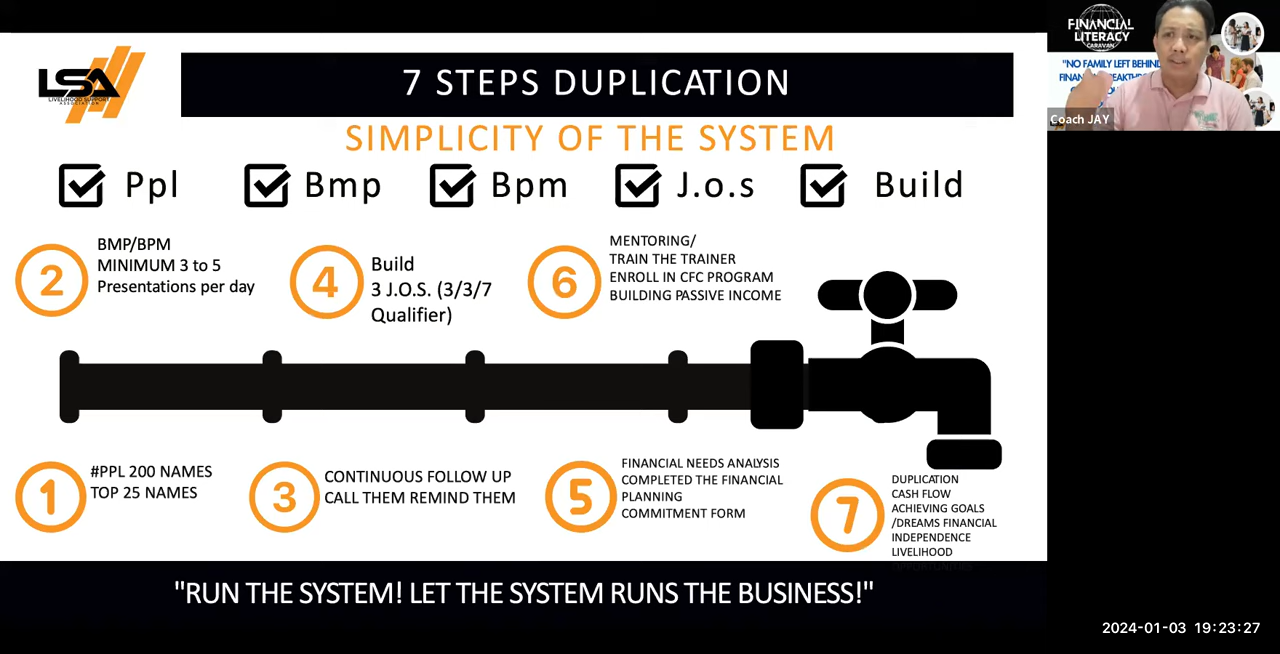 LSA
LIVELIHOOD SUPPORT
ASSOCIATION
7 STEPS DUPLICATION
SIMPLICITY OF THE SYSTEM
Ppl
Bmp
Bpm
J.o.s
Build
2
BMP/BPM
MINIMUM 3 to 5
Presentations per day
4
Build
3 J.O.S. (3/3/7
Qualifier)
6
MENTORING/
TRAIN THE TRAINER
ENROLL IN CFC PROGRAM
BUILDING PASSIVE INCOME
1
#PPL 200 NAMES
TOP 25 NAMES
3
CONTINUOUS FOLLOW UP
CALL THEM REMIND THEM
5
FINANCIAL NEEDS ANALYSIS
COMPLETED THE FINANCIAL
PLANNING
COMMITMENT FORM
7
DUPLICATION
CASH FLOW
ACHIEVING GOALS
/DREAMS FINANCIAL
INDEPENDENCE
LIVELIHOOD
"RUN THE SYSTEM! LET THE SYSTEM RUNS THE BUSINESS!"
FINANCIAL
LITERACY
CARAVAN
"NO FAMILY LEFT BEHIND
Coach JAY
2024-01-03 19:23:27